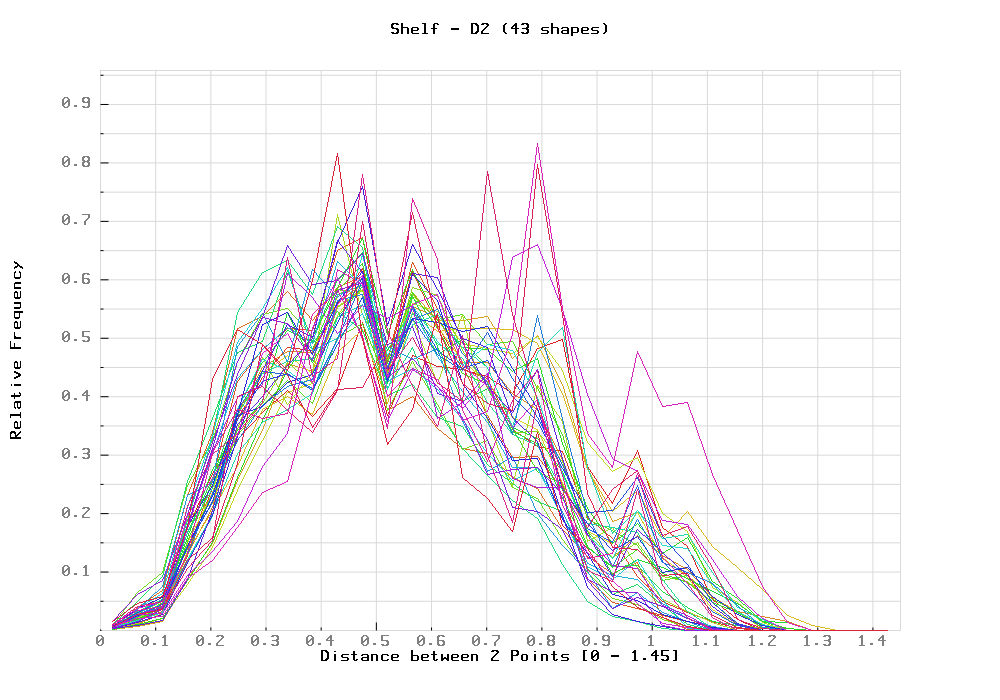 Shelf - D2 (43 shapes)
0.9
0.8
0.7
0.6
0.5
0.4
0.3
0.2
0.1
Relative Frequency
0 0.1 0.2 0.3 0.4 0.5 0.6 0.7 0.8 0.9 1 1.1 1.2 1.3 1.4
Distance between 2 Points [0 - 1.45]